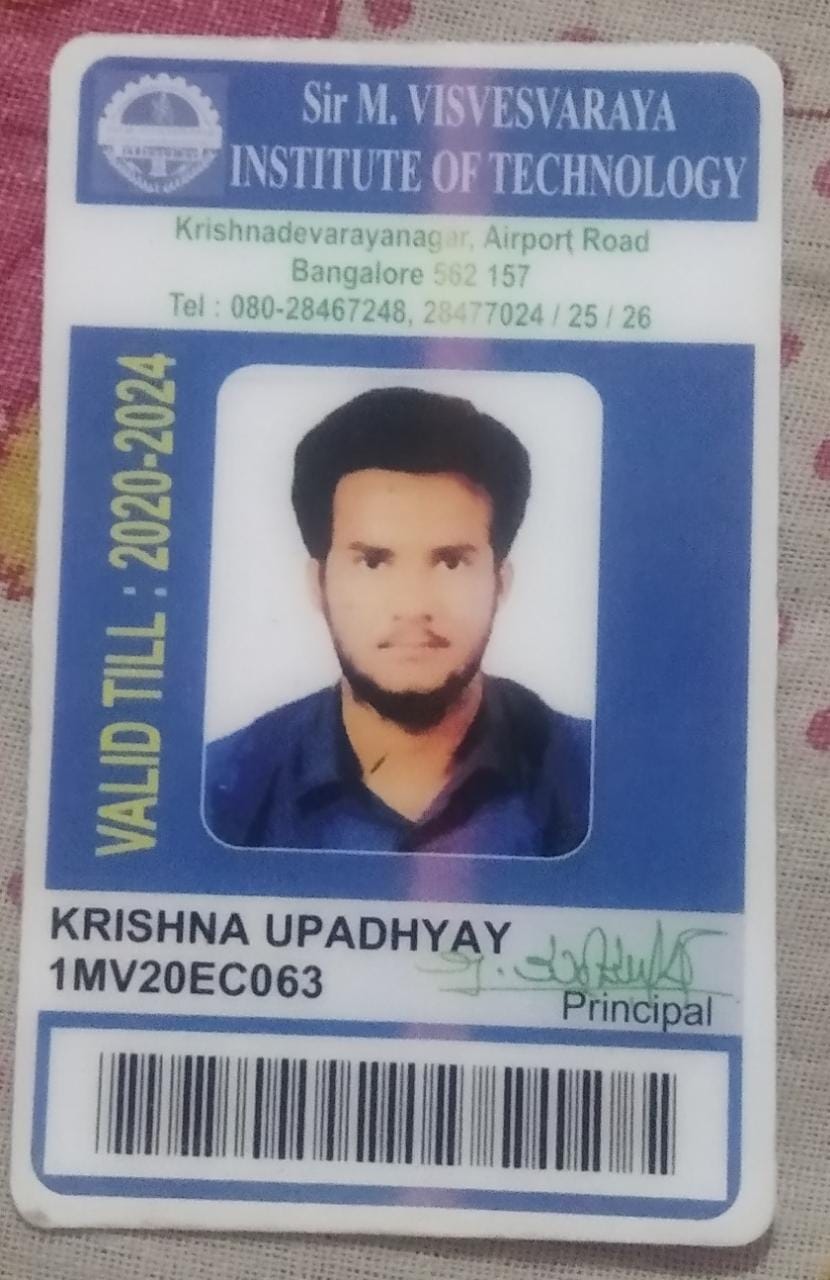 Sir M. VISVESVARAYA
INSTITUTE OF TECHNOLOGY
Krishnadevarayanagar, Airport Road
Bangalore 562 157
Tel : 080-28467248, 28477024 / 25 / 26
VALID TILL : 2020-2024
KRISHNA UPADHYAY
1MV20EC063
Principal